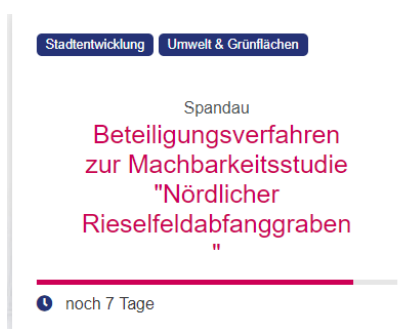 Stadtentwicklung Umwelt & Grünflächen
Spandau
Beteiligungsverfahren
zur Machbarkeitsstudie
"Nördlicher
Rieselfeldabfanggraben
"
noch 7 Tage